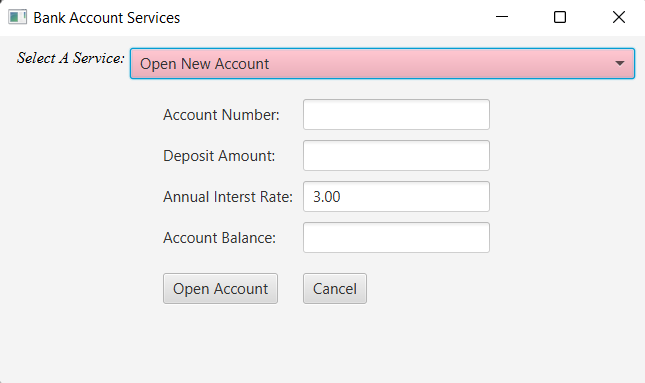 Bank Account Services
Select A Service: Open New Account
Account Number:
Deposit Amount:
Annual Interst Rate: 3.00
Account Balance:
Open Account Cancel